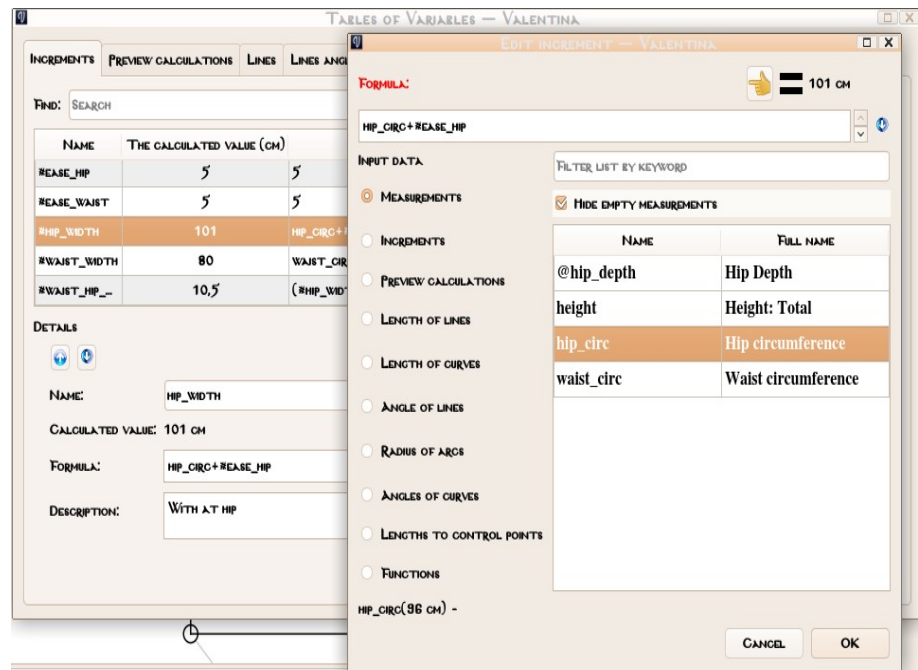 Tables of Variables — Valentina
Increments Preview calculations Lines Lines angl
Find: Search
Name The calculated value (cm)
#ease_hip 5 5
#ease_waist 5 5
#hip_width 101 hip_circ+#
#waist_width 80 waist_cir
#waist_hip_... 10,5 (#hip_widt
Details
Name: hip_width
Calculated value: 101 cm
Formula: hip_circ+#ease_hip
Description: With at hip
Edit increment — Valentina
Formula: 101 cm
hip_circ+#ease_hip
Input data
Filter list by keyword
Measurements
Hide empty measurements
Increments
Preview calculations
Length of lines
Length of curves
Angle of lines
Radius of arcs
Angles of curves
Lengths to control points
Functions
Name Full name
@hip_depth Hip Depth
height Height: Total
hip_circ Hip circumference
waist_circ Waist circumference
hip_circ(96 cm) -
Cancel OK